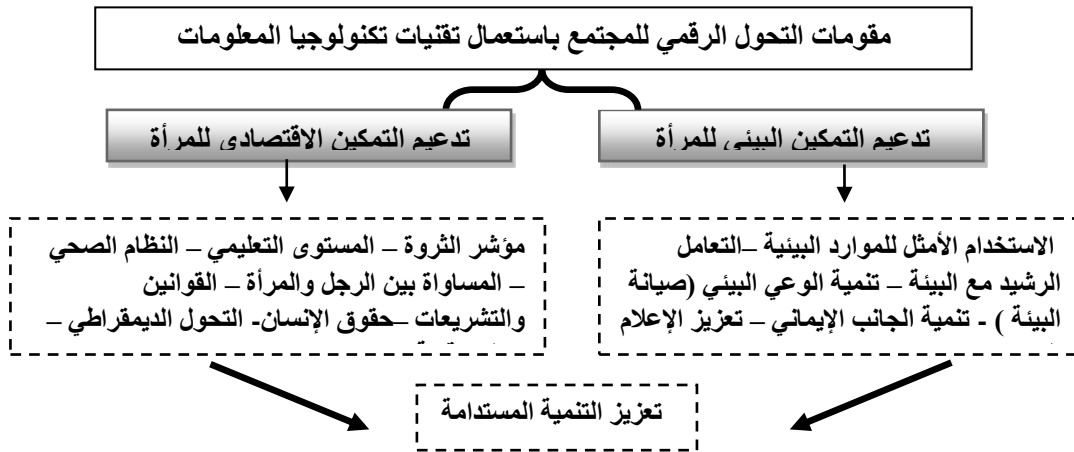 مقومات التحول الرقمي للمجتمع باستعمال تقنيات تكنولوجيا المعلومات
تدعيم التمكين البيئي للمرأة
تدعيم التمكين الاقتصادي للمرأة
الاستخدام الأمثل للموارد البيئية –التعامل
الرشيد مع البيئة – تنمية الوعي البيئي (صيانة
البيئة ) - تنمية الجانب الإيماني – تعزيز الإعلام
مؤشر الثروة – المستوى التعليمي – النظام الصحي
– المساواة بين الرجل والمرأة – القوانين
والتشريعات –حقوق الإنسان- التحول الديمقراطي –
تعزيز التنمية المستدامة